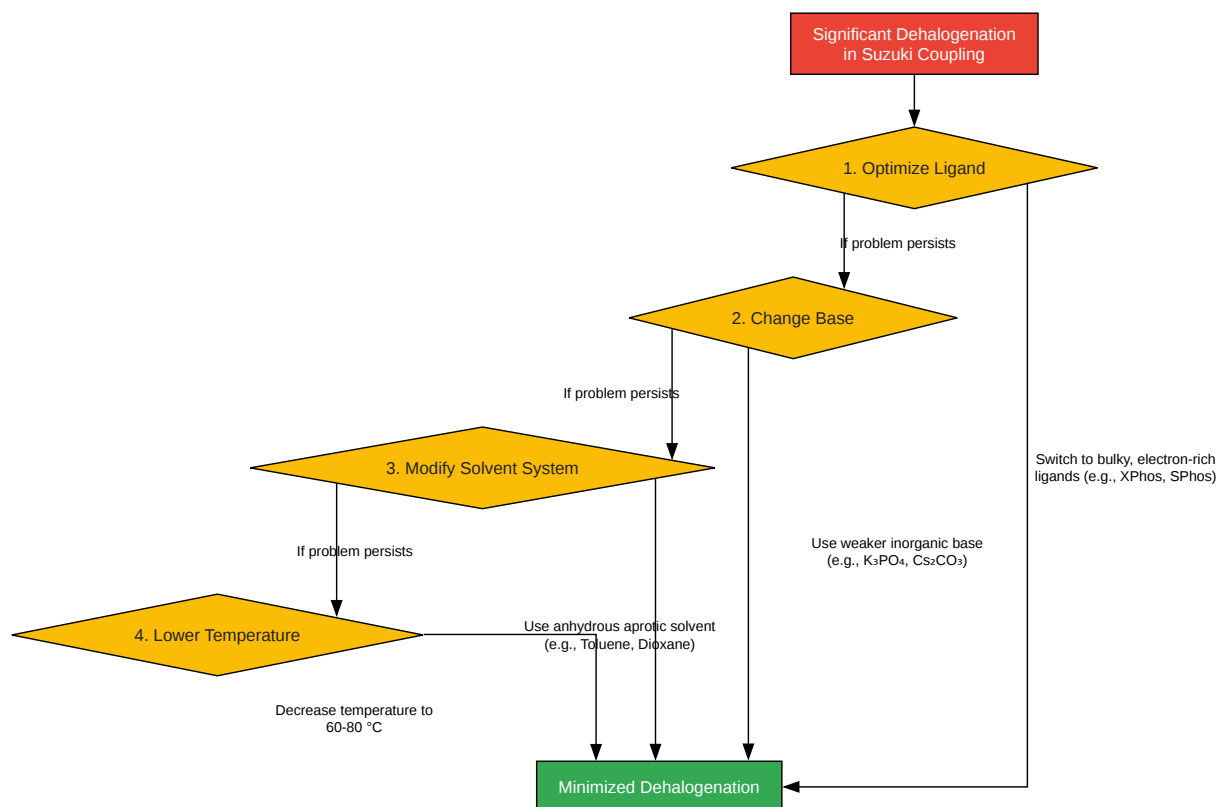 Significant Dehalogenation
in Suzuki Coupling
1. Optimize Ligand
If problem persists
2. Change Base
If problem persists
3. Modify Solvent System
Switch to bulky, electron-rich
ligands (e.g., XPhos, SPhos)
If problem persists
Use weaker inorganic base
(e.g., K₃PO₄, Cs₂CO₃)
4. Lower Temperature
Use anhydrous aprotic solvent
(e.g., Toluene, Dioxane)
Decrease temperature to
60-80 °C
Minimized Dehalogenation